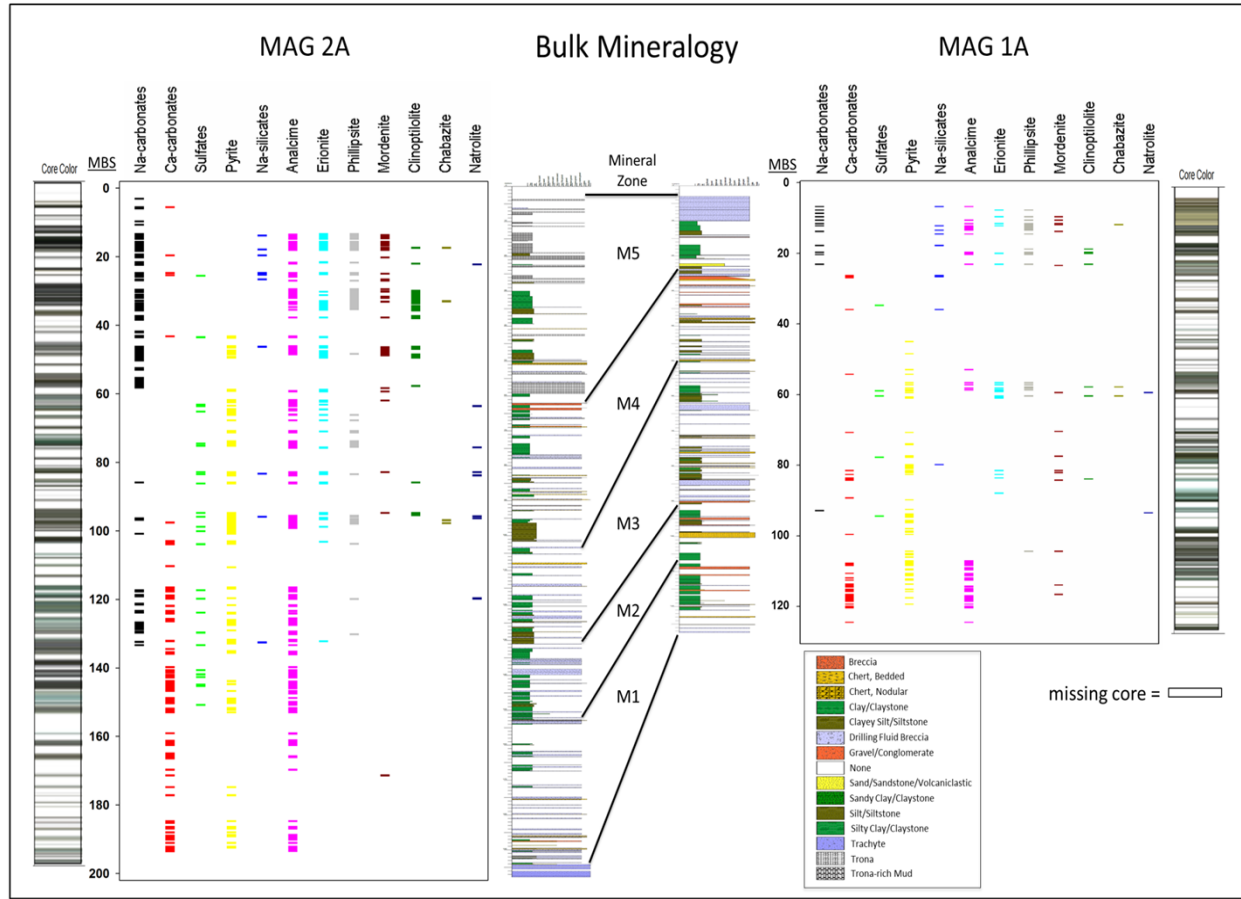 MAG 2A
Bulk Mineralogy
MAG 1A
Core Color
MBS
Na-carbonates
Ca-carbonates
Sulfates
Pyrite
Na-silicates
Analcime
Erionite
Phillipsite
Mordenite
Clinoptilolite
Chabazite
Natrolite
0
20
40
60
80
100
120
140
160
180
200
Mineral
Zone
M5
M4
M3
M2
M1
MBS
Na-carbonates
Ca-carbonates
Sulfates
Pyrite
Na-silicates
Analcime
Erionite
Phillipsite
Mordenite
Clinoptilolite
Chabazite
Natrolite
Core Color
0
20
40
60
80
100
120
Breccia
Chert, Bedded
Chert, Nodular
Clay/Claystone
Clayey Silt/Siltstone
Drilling Fluid Breccia
Gravel/Conglomerate
None
Sand/Sandstone/Volcaniclastic
Sandy Clay/Claystone
Silt/Siltstone
Silty Clay/Claystone
Trachyte
Trona
Trona-rich Mud
missing core =